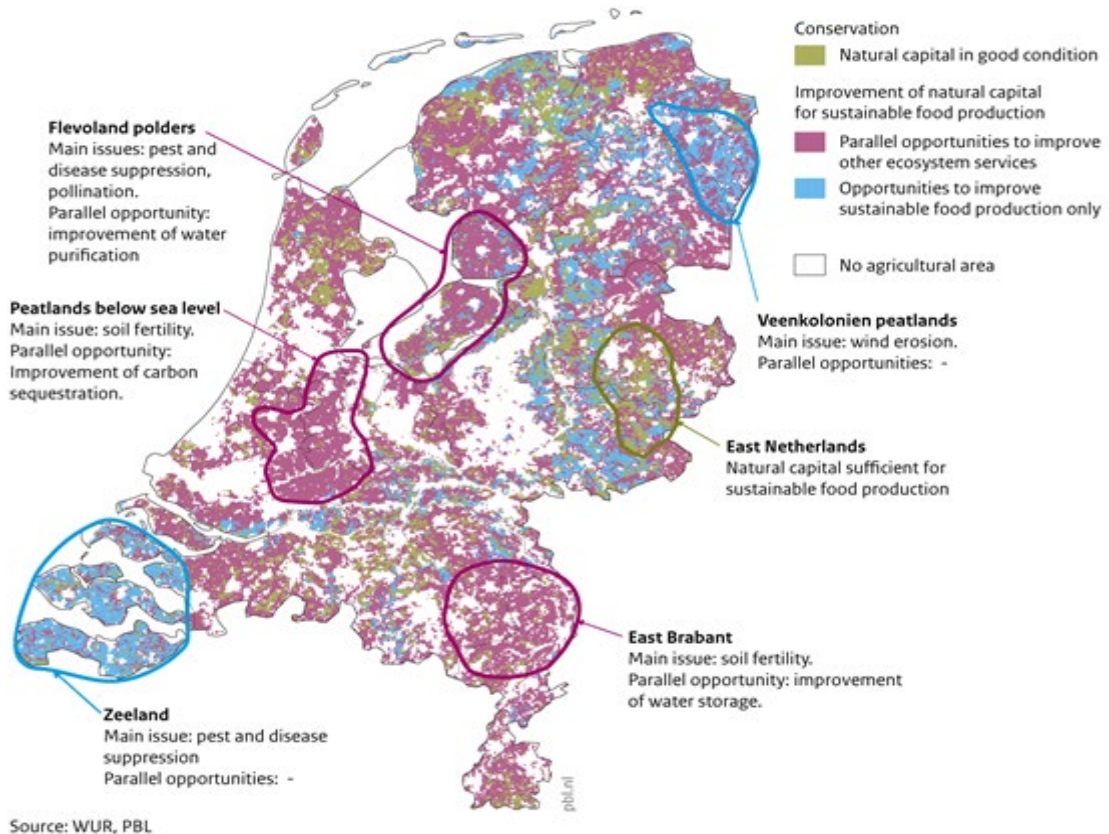 Conservation
Natural capital in good condition
Improvement of natural capital
for sustainable food production
Parallel opportunities to improve
other ecosystem services
Opportunities to improve
sustainable food production only
No agricultural area
Flevoland polders
Main issues: pest and
disease suppression,
pollination.
Parallel opportunity:
improvement of water
purification
Peatlands below sea level
Main issue: soil fertility.
Parallel opportunity:
Improvement of carbon
sequestration.
Veenkolonien peatlands
Main issue: wind erosion.
Parallel opportunities: -
East Netherlands
Natural capital sufficient for
sustainable food production
East Brabant
Main issue: soil fertility.
Parallel opportunity: improvement
of water storage.
Zeeland
Main issue: pest and disease
suppression
Parallel opportunities: -
pbl.nl
Source: WUR, PBL